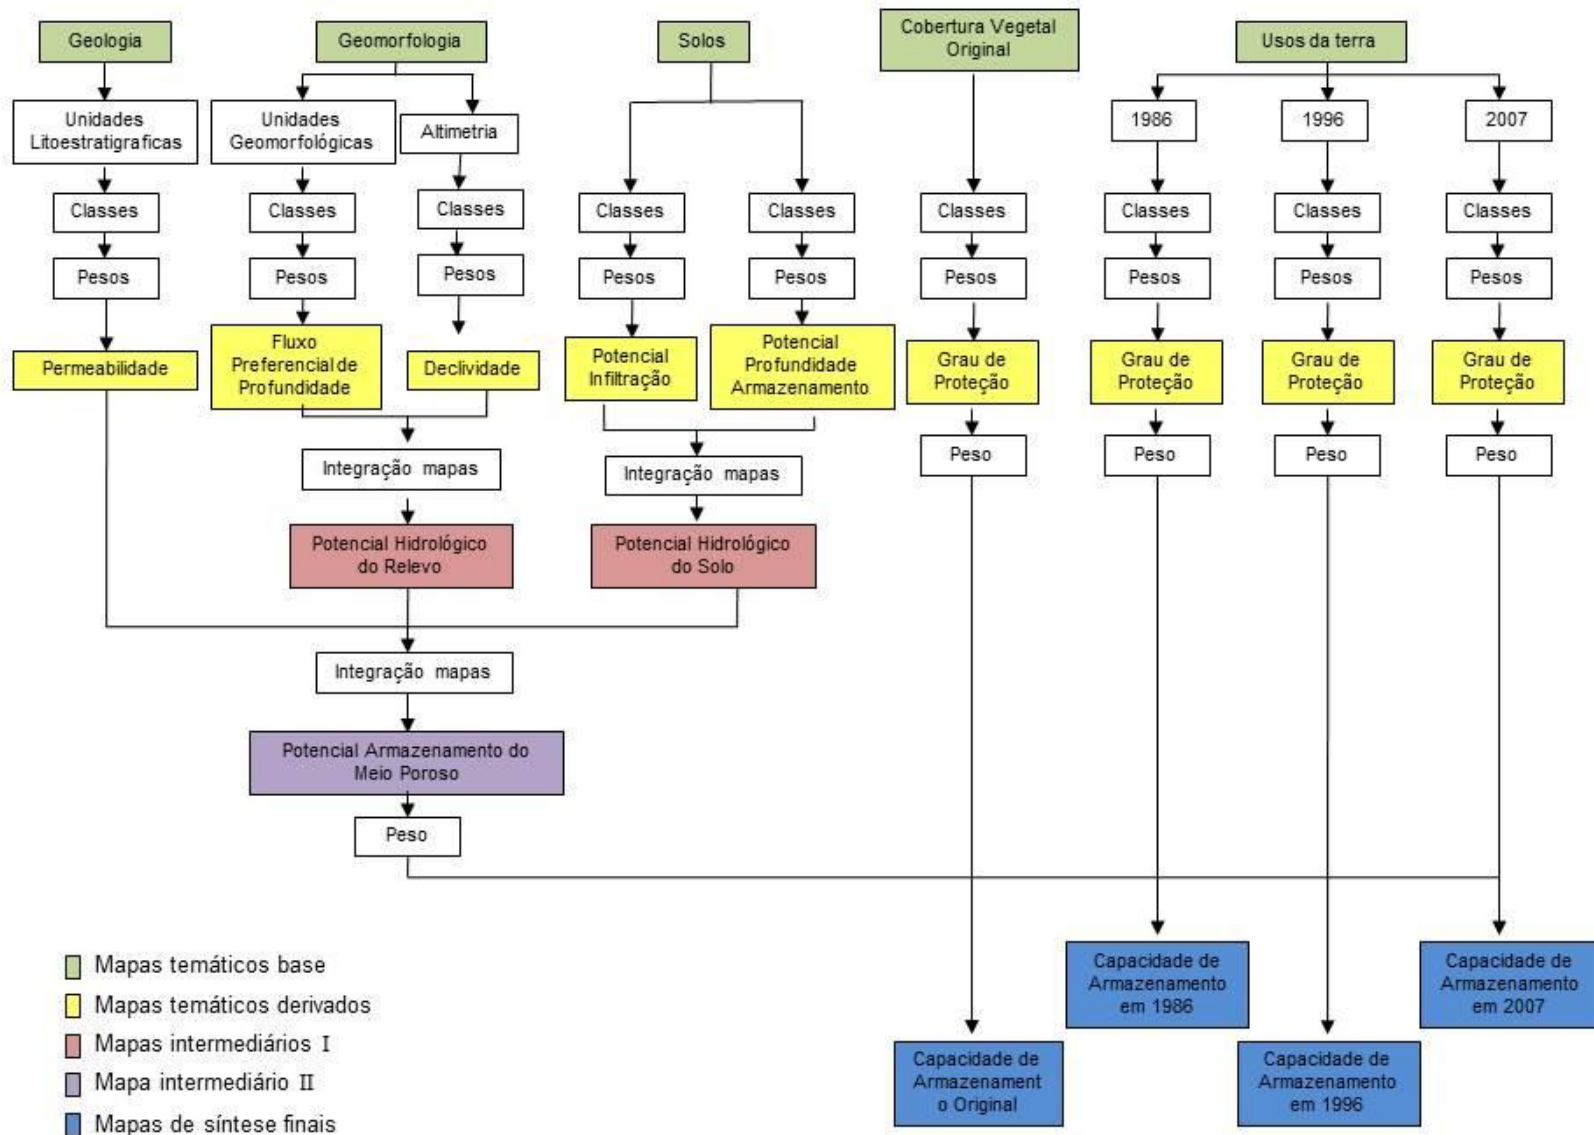 Geologia
Geomorfologia
Solos
Cobertura Vegetal
Original
Usos da terra
Unidades
Litoestratigraficas
Unidades
Geomorfológicas
Altimetria
1986
1996
2007
Classes
Classes
Classes
Classes
Classes
Classes
Classes
Classes
Classes
Pesos
Pesos
Pesos
Pesos
Pesos
Pesos
Pesos
Pesos
Pesos
Permeabilidade
Fluxo
Preferencial de
Profundidade
Declividade
Potencial
Infiltração
Potencial
Profundidade
Armazenamento
Grau de
Proteção
Grau de
Proteção
Grau de
Proteção
Grau de
Proteção
Integração mapas
Integração mapas
Peso
Peso
Peso
Peso
Potencial Hidrológico
do Relevo
Potencial Hidrológico
do Solo
Integração mapas
Potencial Armazenamento do
Meio Poroso
Peso
Capacidade de
Armazenamento
em 1986
Capacidade de
Armazenamento
em 2007
Capacidade de
Armazenament
o Original
Capacidade de
Armazenamento
em 1996
Mapas temáticos base
Mapas temáticos derivados
Mapas intermediários I
Mapa intermediário II
Mapas de síntese finais